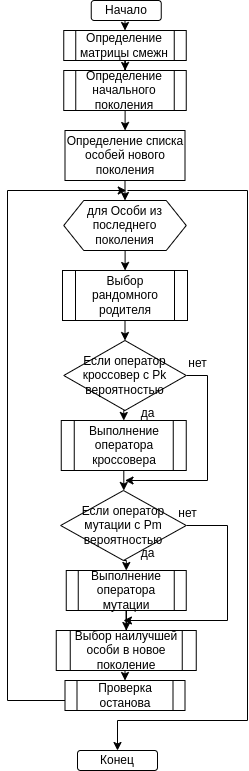 Начало
Определение
матрицы смежн
Определение
начального
поколения
Определение списка
особей нового
поколения
для Особи из
последнего
поколения
Выбор
рандомного
родителя
Если оператор
кроссовер с Pk
вероятностью
нет
да
Выполнение
оператора
кроссовера
Если оператор
мутации с Pm
вероятностью
нет
да
Выполнение
оператора
мутации
Выбор наилучшей
особи в новое
поколение
Проверка
останова
Конец